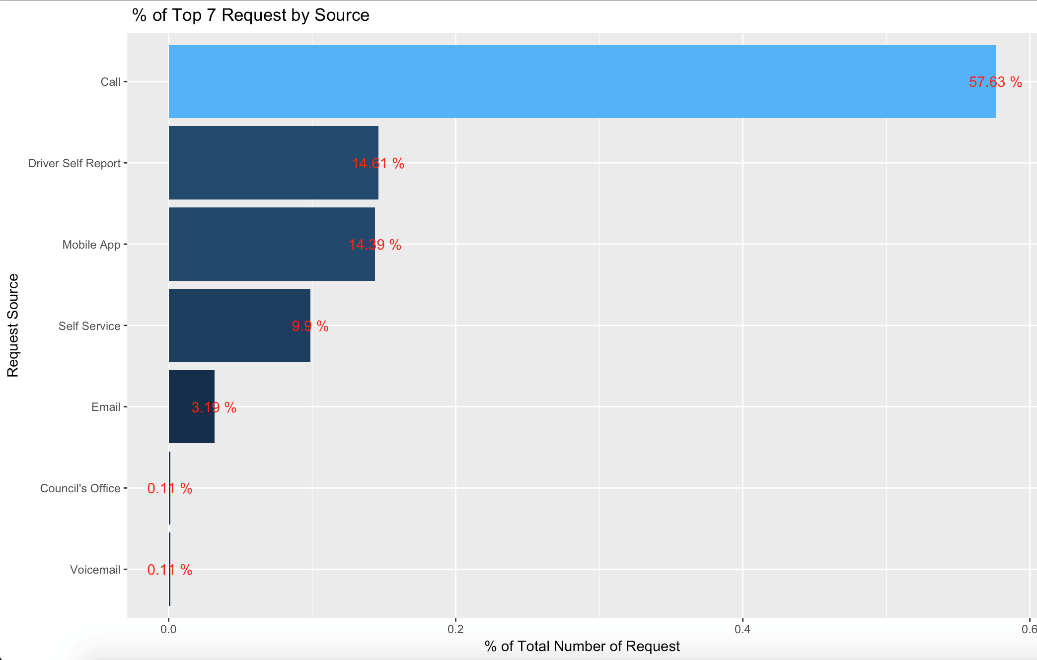 % of Top 7 Request by Source
Request Source
Call
57.63 %
Driver Self Report
14.61 %
Mobile App
14.39 %
Self Service
9.9 %
Email
3.19 %
Council's Office
0.11 %
Voicemail
0.11 %
0.0 0.2 0.4 0.6
% of Total Number of Request